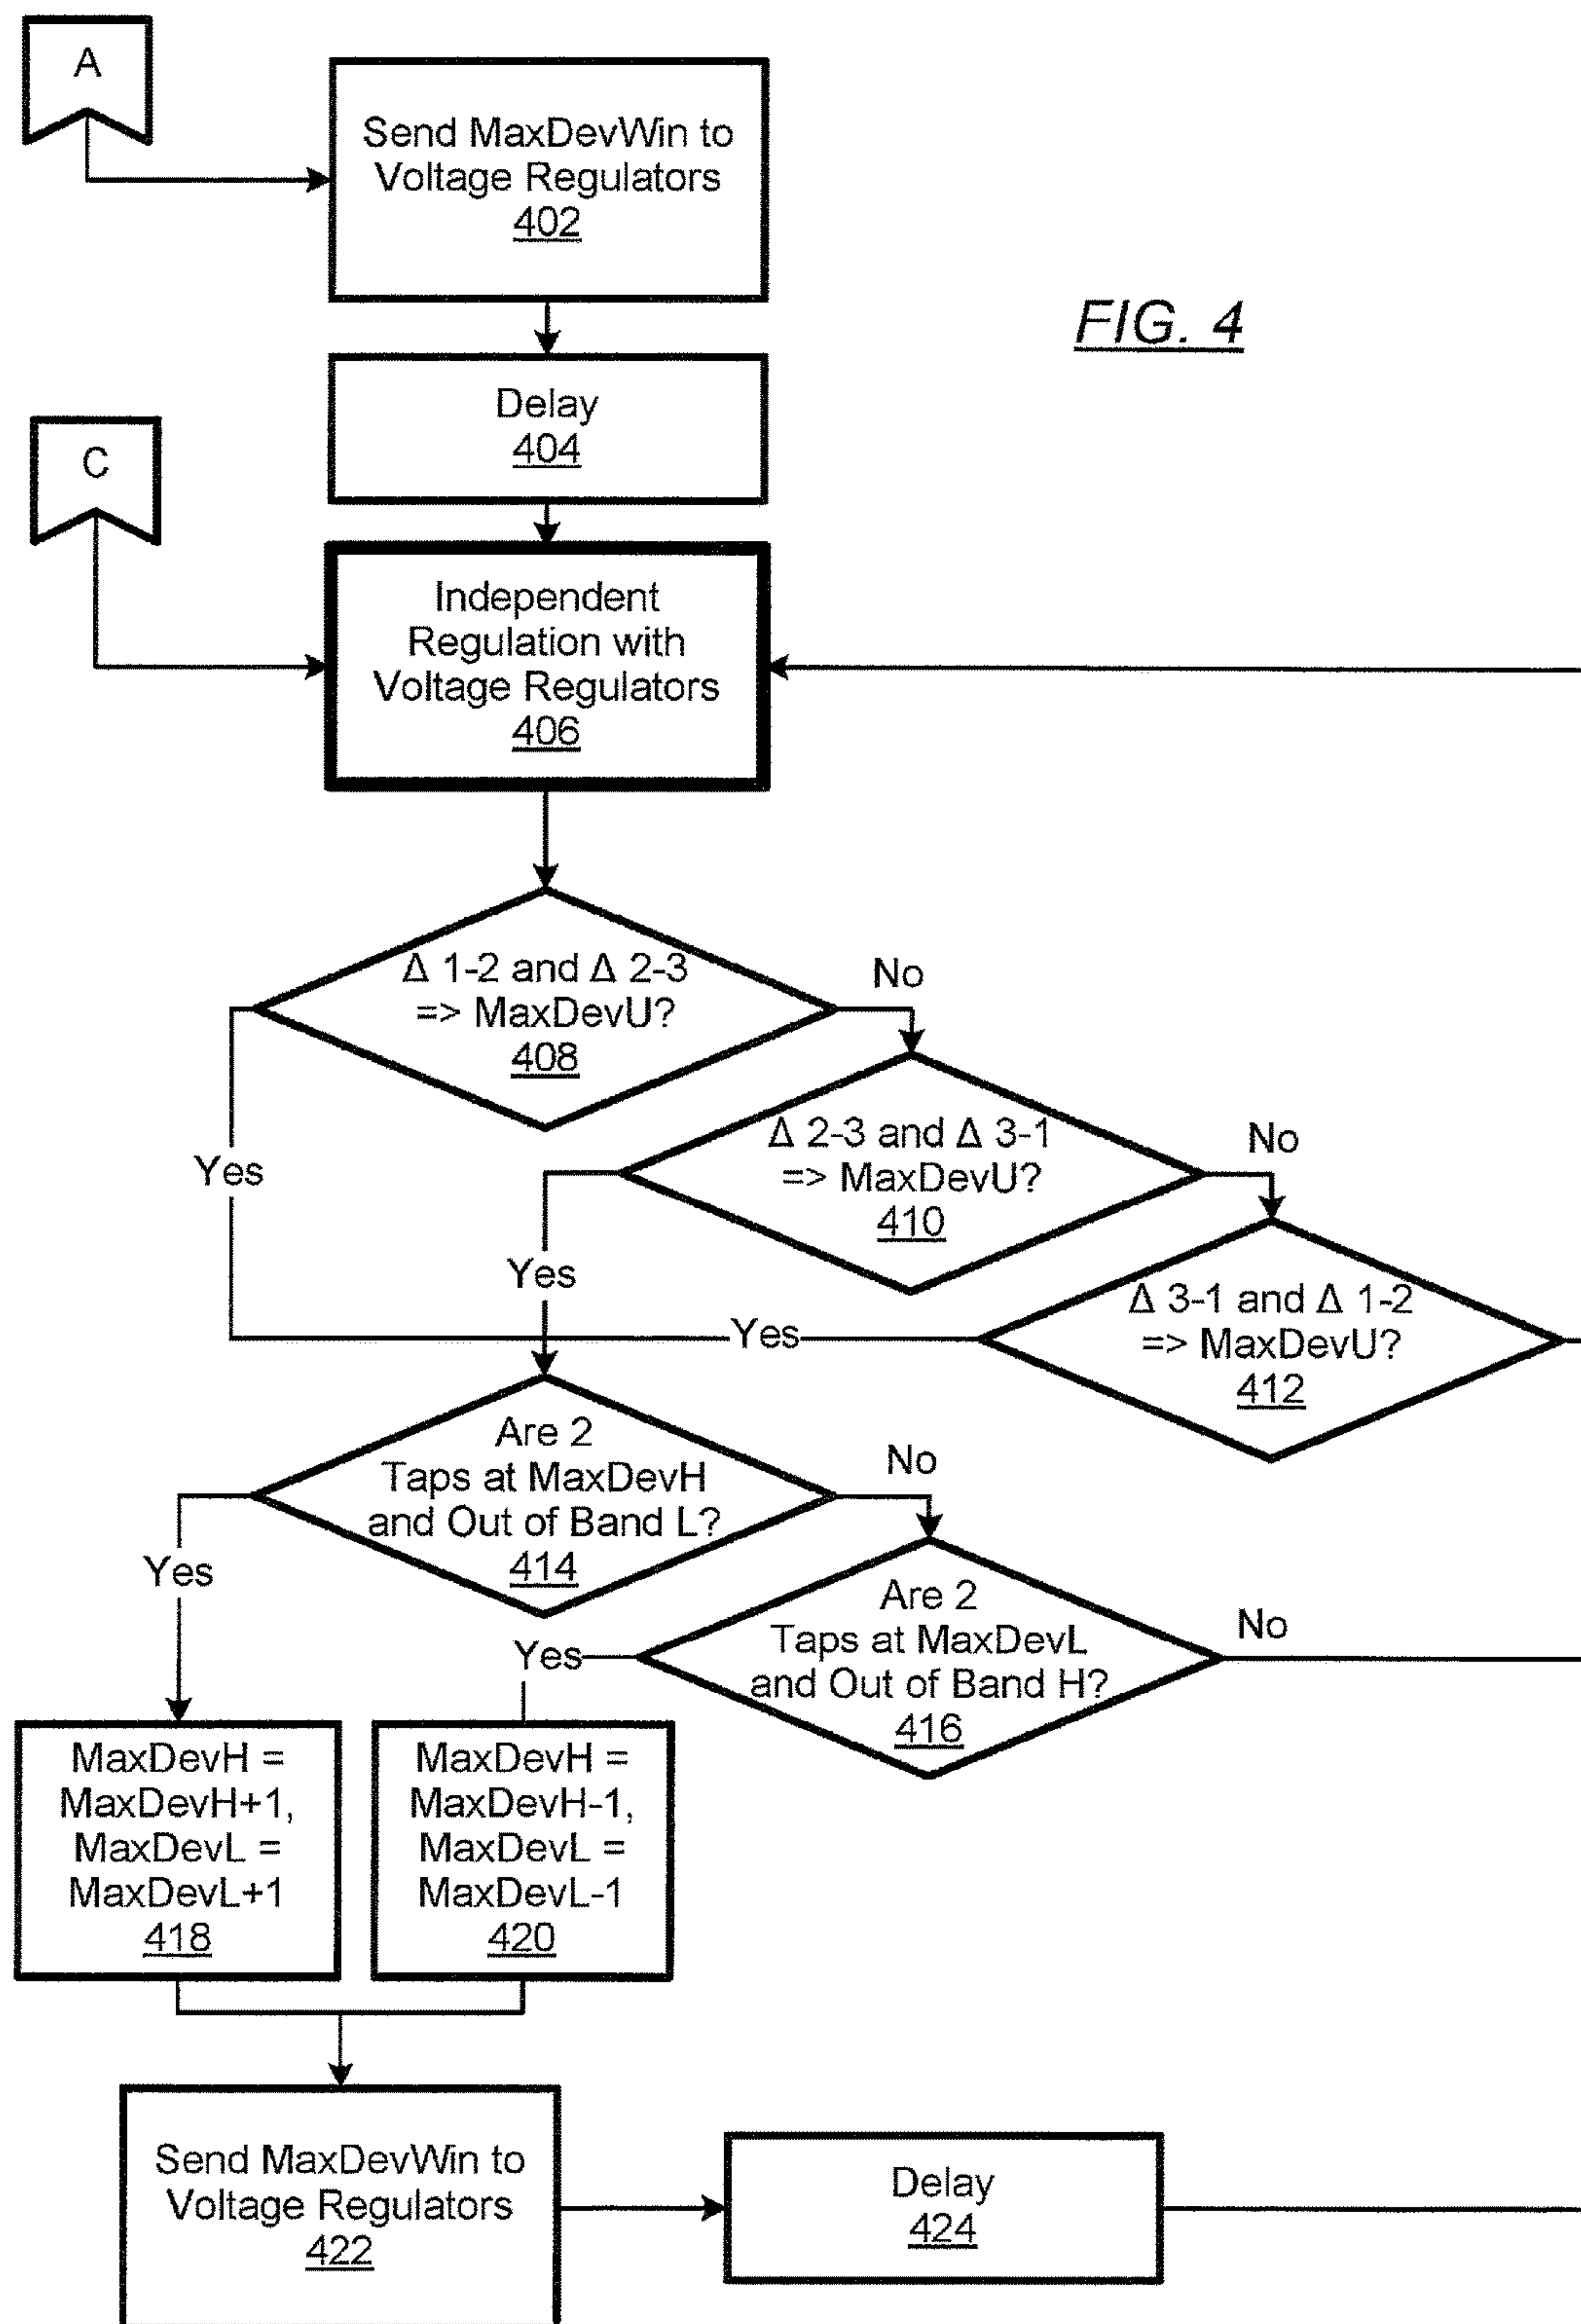 A
Send MaxDevWin to
Voltage Regulators
402
FIG. 4
Delay
404
C
Independent
Regulation with
Voltage Regulators
406
Δ 1-2 and Δ 2-3
=> MaxDevU?
408
No
Yes
Δ 2-3 and Δ 3-1
=> MaxDevU?
410
No
Yes
Δ 3-1 and Δ 1-2
=> MaxDevU?
412
Yes
Are 2
Taps at MaxDevH
and Out of Band L?
414
No
Yes
Are 2
Taps at MaxDevL
and Out of Band H?
416
No
Yes
MaxDevH =
MaxDevH+1,
MaxDevL =
MaxDevL+1
418
MaxDevH =
MaxDevH-1,
MaxDevL =
MaxDevL-1
420
Send MaxDevWin to
Voltage Regulators
422
Delay
424